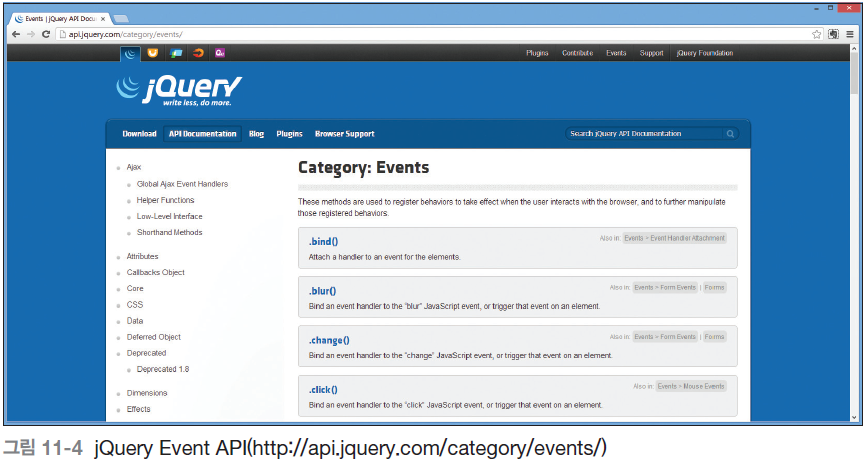 Events | jQuery API Docu
api.jquery.com/category/events/
Plugins Contribute Events Support jQuery Foundation
jQuery
write less, do more.
Download API Documentation Blog Plugins Browser Support Search jQuery API Documentation
Ajax
Global Ajax Event Handlers
Helper Functions
Low-Level Interface
Shorthand Methods
Attributes
Callbacks Object
Core
CSS
Data
Deferred Object
Deprecated
Deprecated 1.8
Dimensions
Effects
Category: Events
These methods are used to register behaviors to take effect when the user interacts with the browser, and to further manipulate
those registered behaviors.
.bind() Also in: Events > Event Handler Attachment
Attach a handler to an event for the elements.
.blur() Also in: Events > Form Events | Forms
Bind an event handler to the "blur" JavaScript event, or trigger that event on an element.
.change() Also in: Events > Form Events | Forms
Bind an event handler to the "change" JavaScript event, or trigger that event on an element.
.click() Also in: Events > Mouse Events
Bind an event handler to the "click" JavaScript event, or trigger that event on an element.
그림 11-4 jQuery Event API(http://api.jquery.com/category/events/)